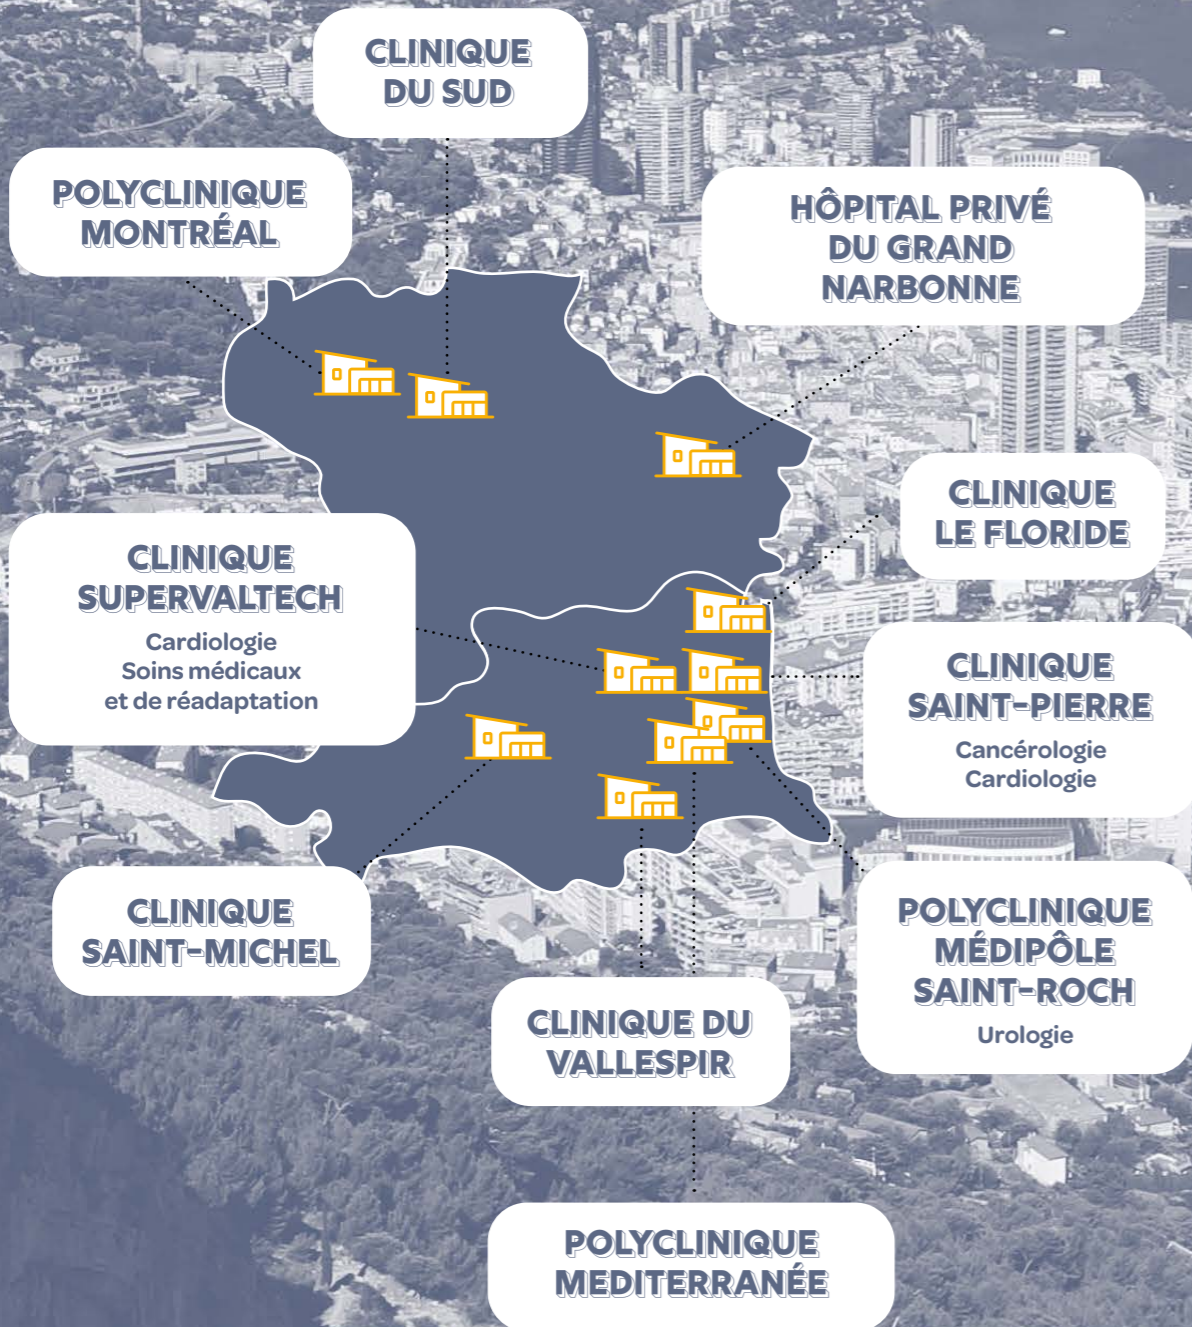 CLINIQUE
DU SUD
POLYCLINIQUE
MONTRÉAL
HÔPITAL PRIVÉ
DU GRAND
NARBONNE
CLINIQUE
LE FLORIDE
CLINIQUE
SUPERVALTECH
Cardiologie
Soins médicaux
et de réadaptation
CLINIQUE
SAINT-PIERRE
Cancérologie
Cardiologie
CLINIQUE
SAINT-MICHEL
POLYCLINIQUE
MÉDIPÔLE
SAINT-ROCH
Urologie
CLINIQUE DU
VALLESPIR
POLYCLINIQUE
MEDITERRANÉE